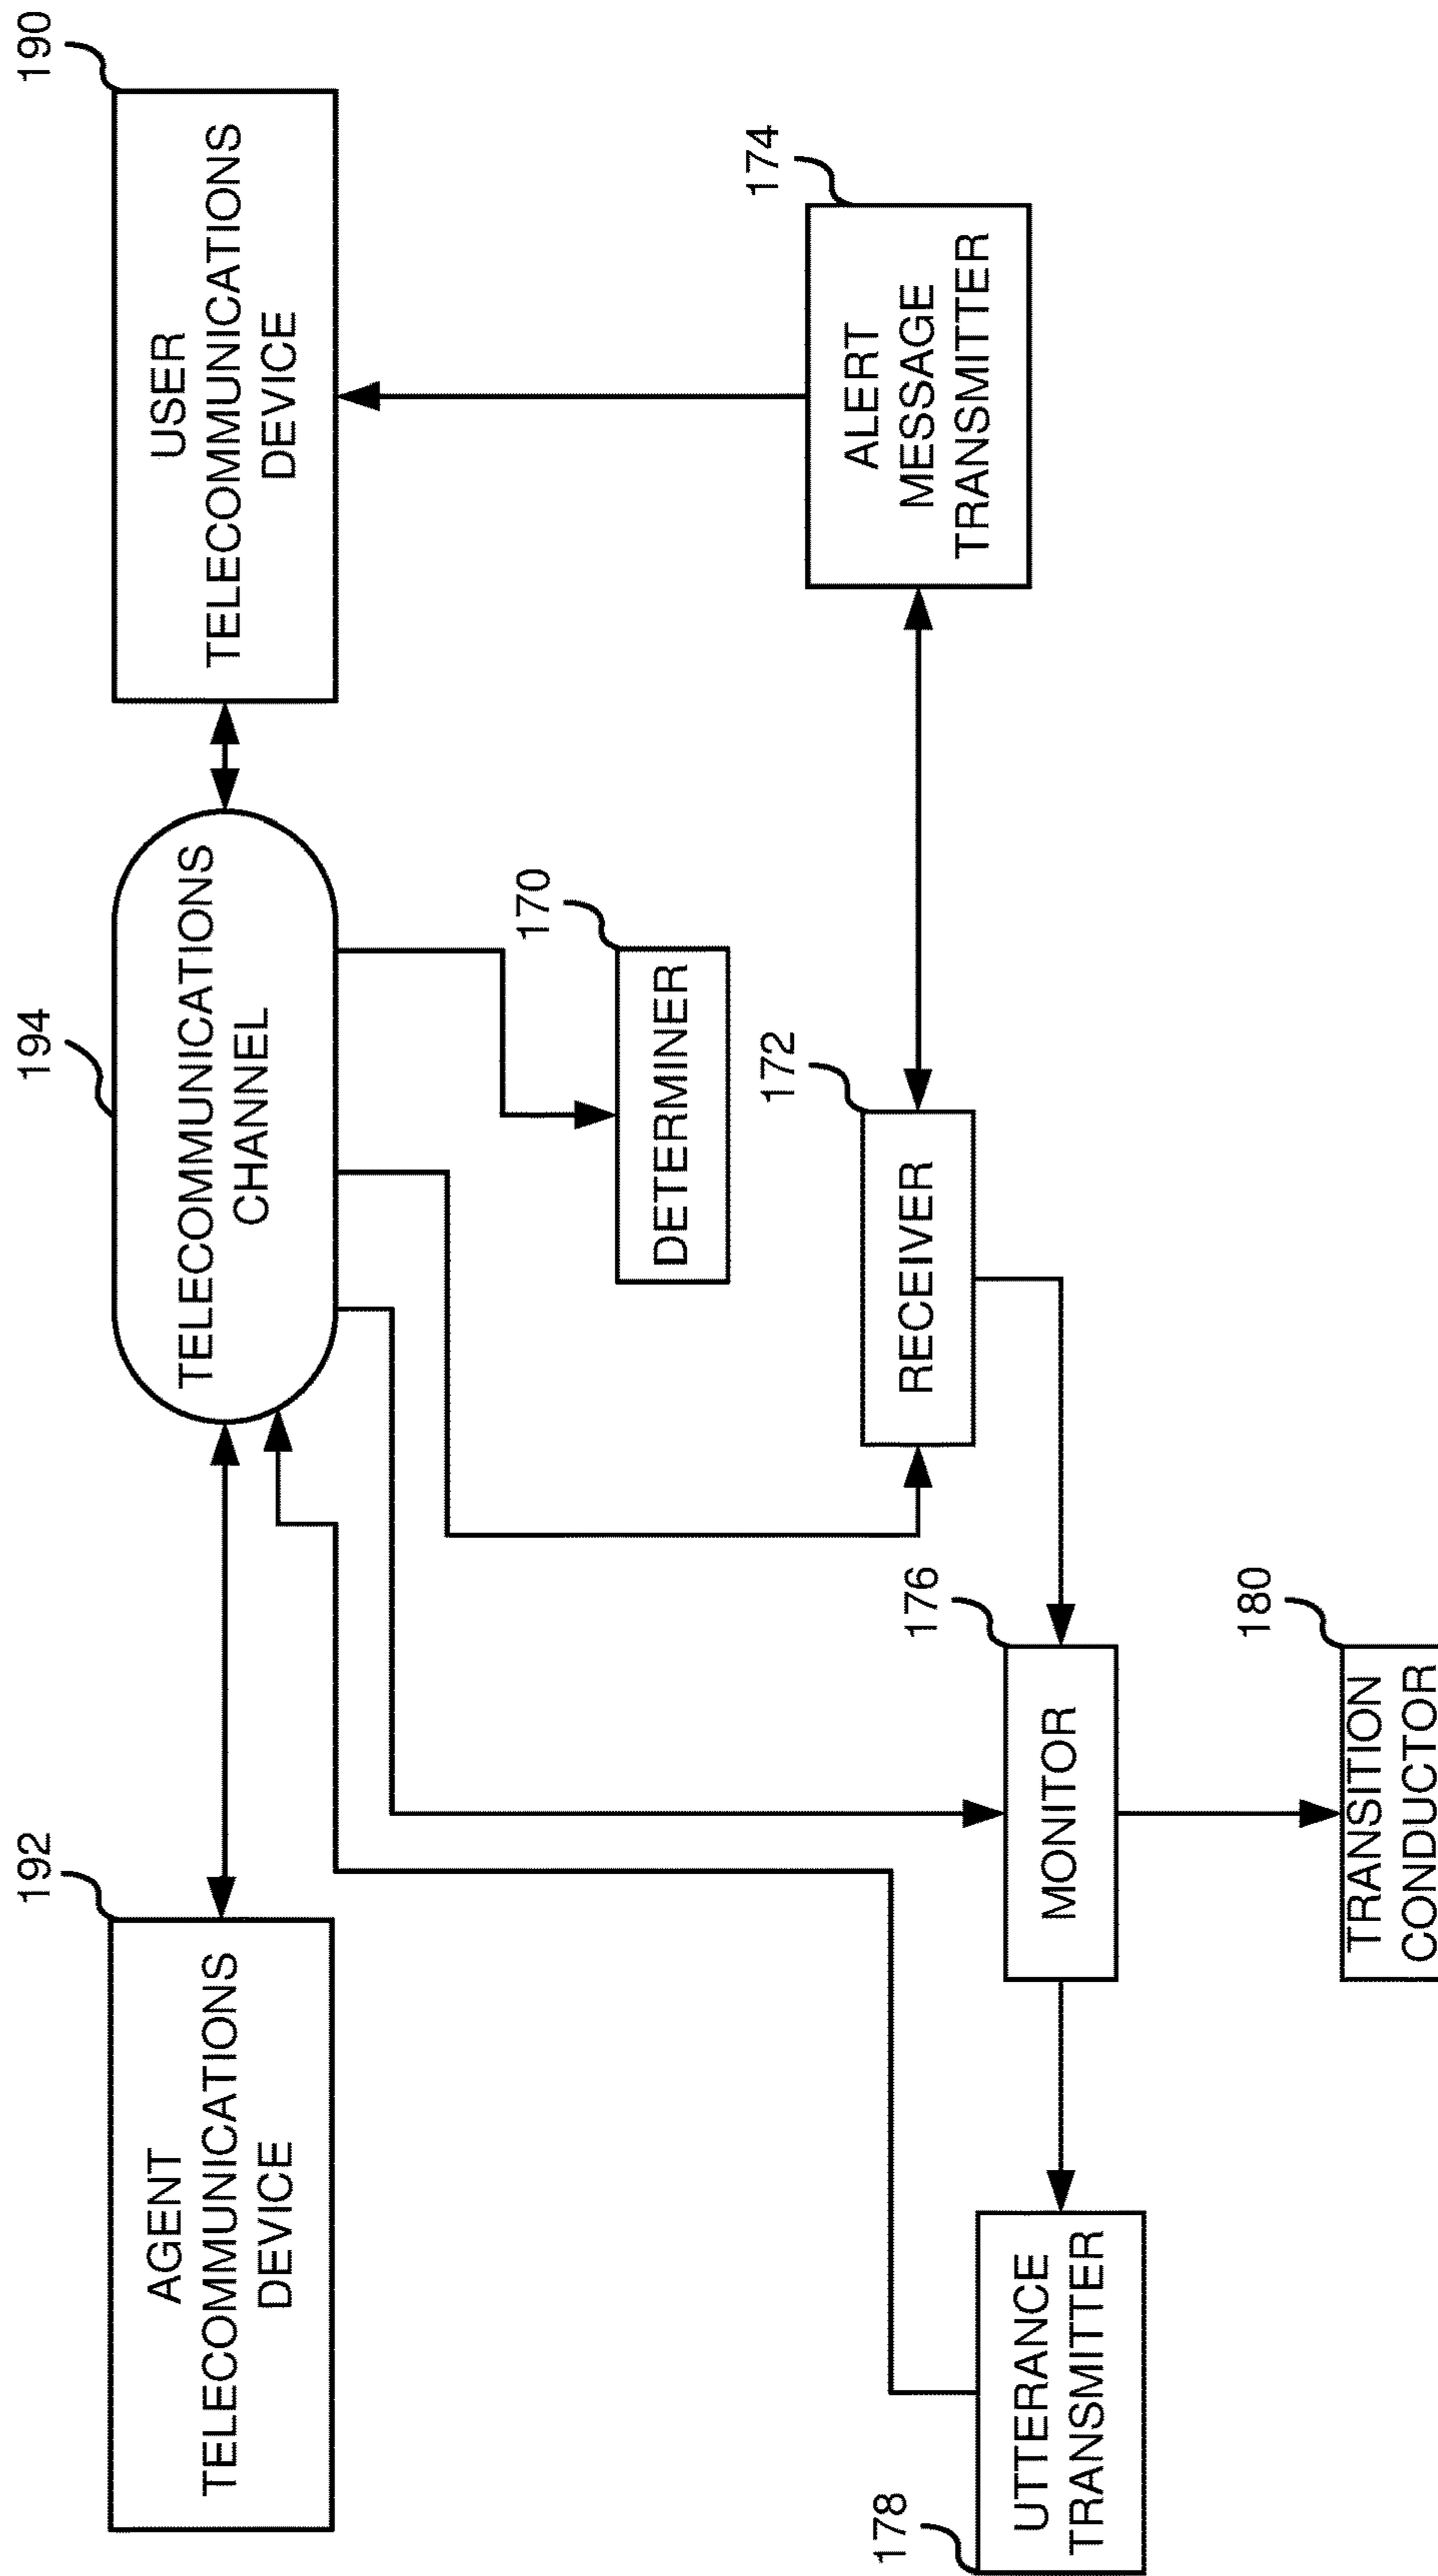 192
AGENT
TELECOMMUNICATIONS
DEVICE
194
TELECOMMUNICATIONS
CHANNEL
190
USER
TELECOMMUNICATIONS
DEVICE
170
DETERMINER
172
RECEIVER
174
ALERT
MESSAGE
TRANSMITTER
178
UTTERANCE
TRANSMITTER
176
MONITOR
180
TRANSITION
CONDUCTOR